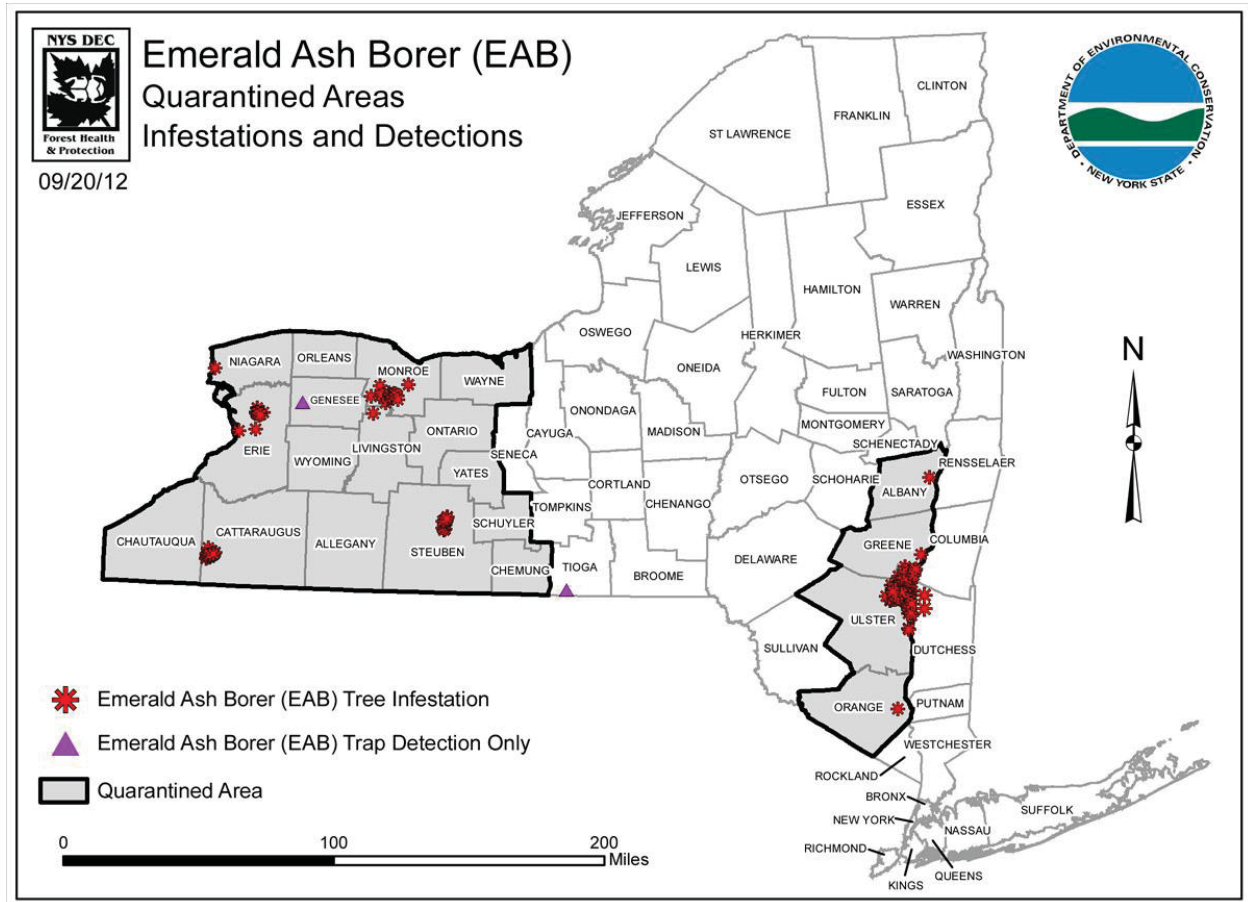 NYS DEC
Forest Health
& Protection
09/20/12
Emerald Ash Borer (EAB)
Quarantined Areas
Infestations and Detections
DEPARTMENT OF ENVIRONMENTAL CONSERVATION
• NEW YORK STATE •
CLINTON
FRANKLIN
ST LAWRENCE
ESSEX
JEFFERSON
LEWIS
HAMILTON
WARREN
OSWEGO
HERKIMER
WASHINGTON
NIAGARA
ORLEANS
MONROE
WAYNE
ONEIDA
FULTON
SARATOGA
GENESEE
ONONDAGA
MONTGOMERY
ERIE
WYOMING
LIVINGSTON
ONTARIO
SENECA
CAYUGA
MADISON
SCHENECTADY
RENSSELAER
YATES
CORTLAND
OTSEGO
SCHOHARIE
ALBANY
TOMPKINS
CHENANGO
SCHUYLER
CHAUTAUQUA
CATTARAUGUS
ALLEGANY
STEUBEN
CHEMUNG
TIOGA
BROOME
DELAWARE
GREENE
COLUMBIA
ULSTER
SULLIVAN
DUTCHESS
ORANGE
PUTNAM
WESTCHESTER
ROCKLAND
BRONX
NEW YORK
RICHMOND
KINGS
QUEENS
NASSAU
SUFFOLK
N
Emerald Ash Borer (EAB) Tree Infestation
Emerald Ash Borer (EAB) Trap Detection Only
Quarantined Area
0 100 200
Miles